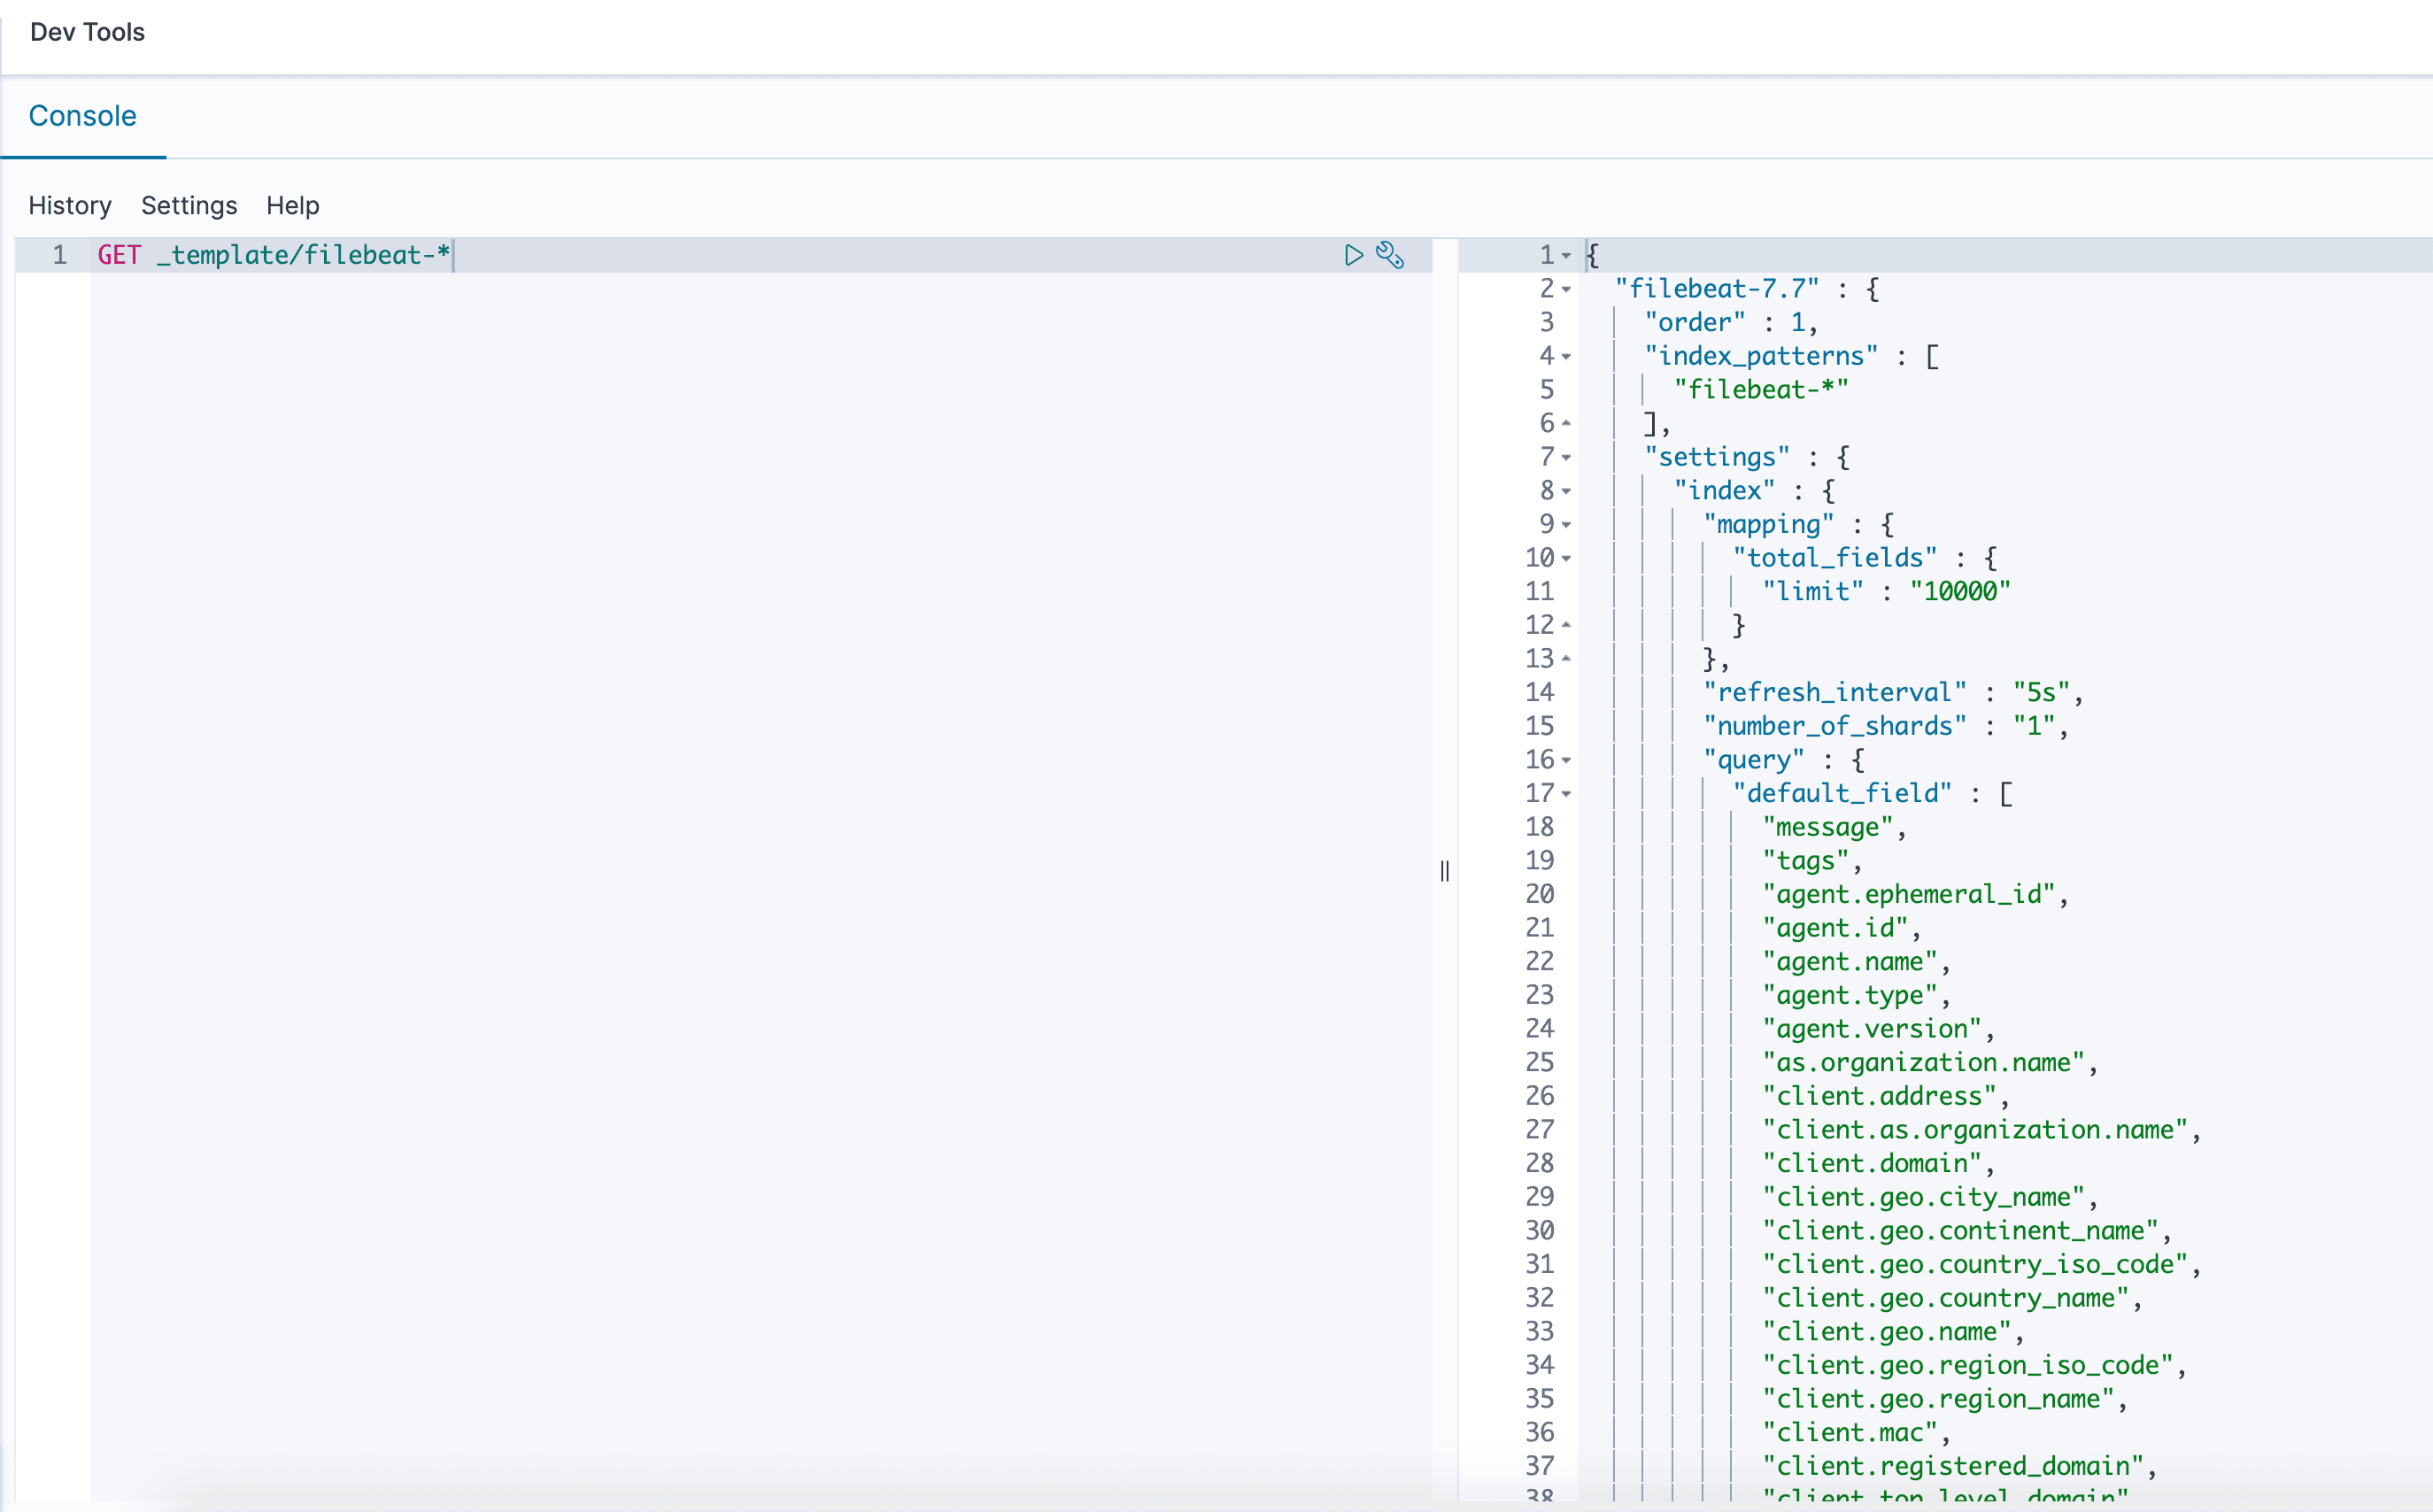 Dev Tools
Console
History Settings Help
1 GET _template/filebeat-*
1 {
2 "filebeat-7.7" : {
3 "order" : 1,
4 "index_patterns" : [
5 "filebeat-*"
6 ],
7 "settings" : {
8 "index" : {
9 "mapping" : {
10 "total_fields" : {
11 "limit" : "10000"
12 }
13 },
14 "refresh_interval" : "5s",
15 "number_of_shards" : "1",
16 "query" : {
17 "default_field" : [
18 "message",
19 "tags",
20 "agent.ephemeral_id",
21 "agent.id",
22 "agent.name",
23 "agent.type",
24 "agent.version",
25 "as.organization.name",
26 "client.address",
27 "client.as.organization.name",
28 "client.domain",
29 "client.geo.city_name",
30 "client.geo.continent_name",
31 "client.geo.country_iso_code",
32 "client.geo.country_name",
33 "client.geo.name",
34 "client.geo.region_iso_code",
35 "client.geo.region_name",
36 "client.mac",
37 "client.registered_domain",
38 "client.top_level_domain"